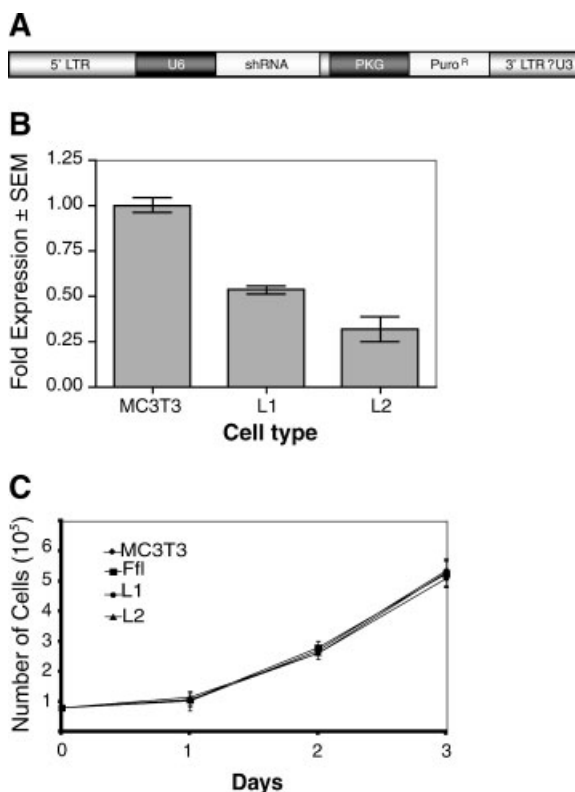 A
5' LTR U6 shRNA PKG Puro R 3' LTR ?U3
B
Fold Expression ± SEM
1.25
1.00
0.75
0.50
0.25
0.00
MC3T3 L1 L2
Cell type
C
Number of Cells (10⁵)
6
5
4
3
2
1
MC3T3
Ffl
L1
L2
0 1 2 3
Days